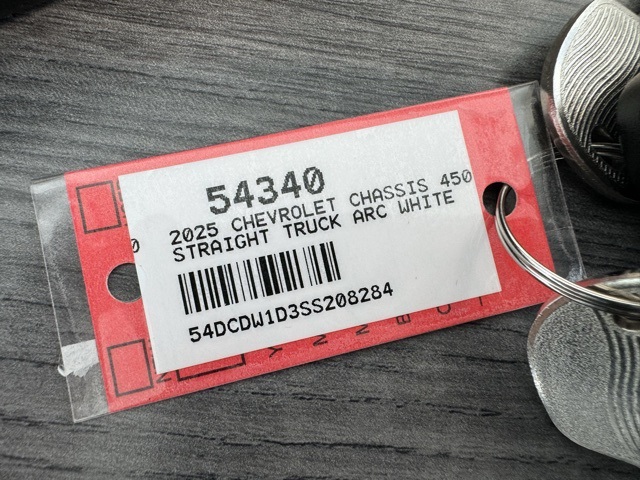 54340
2025 CHEVROLET CHASSIS 450
STRAIGHT TRUCK ARC WHITE
54DCDW1D3SS208284